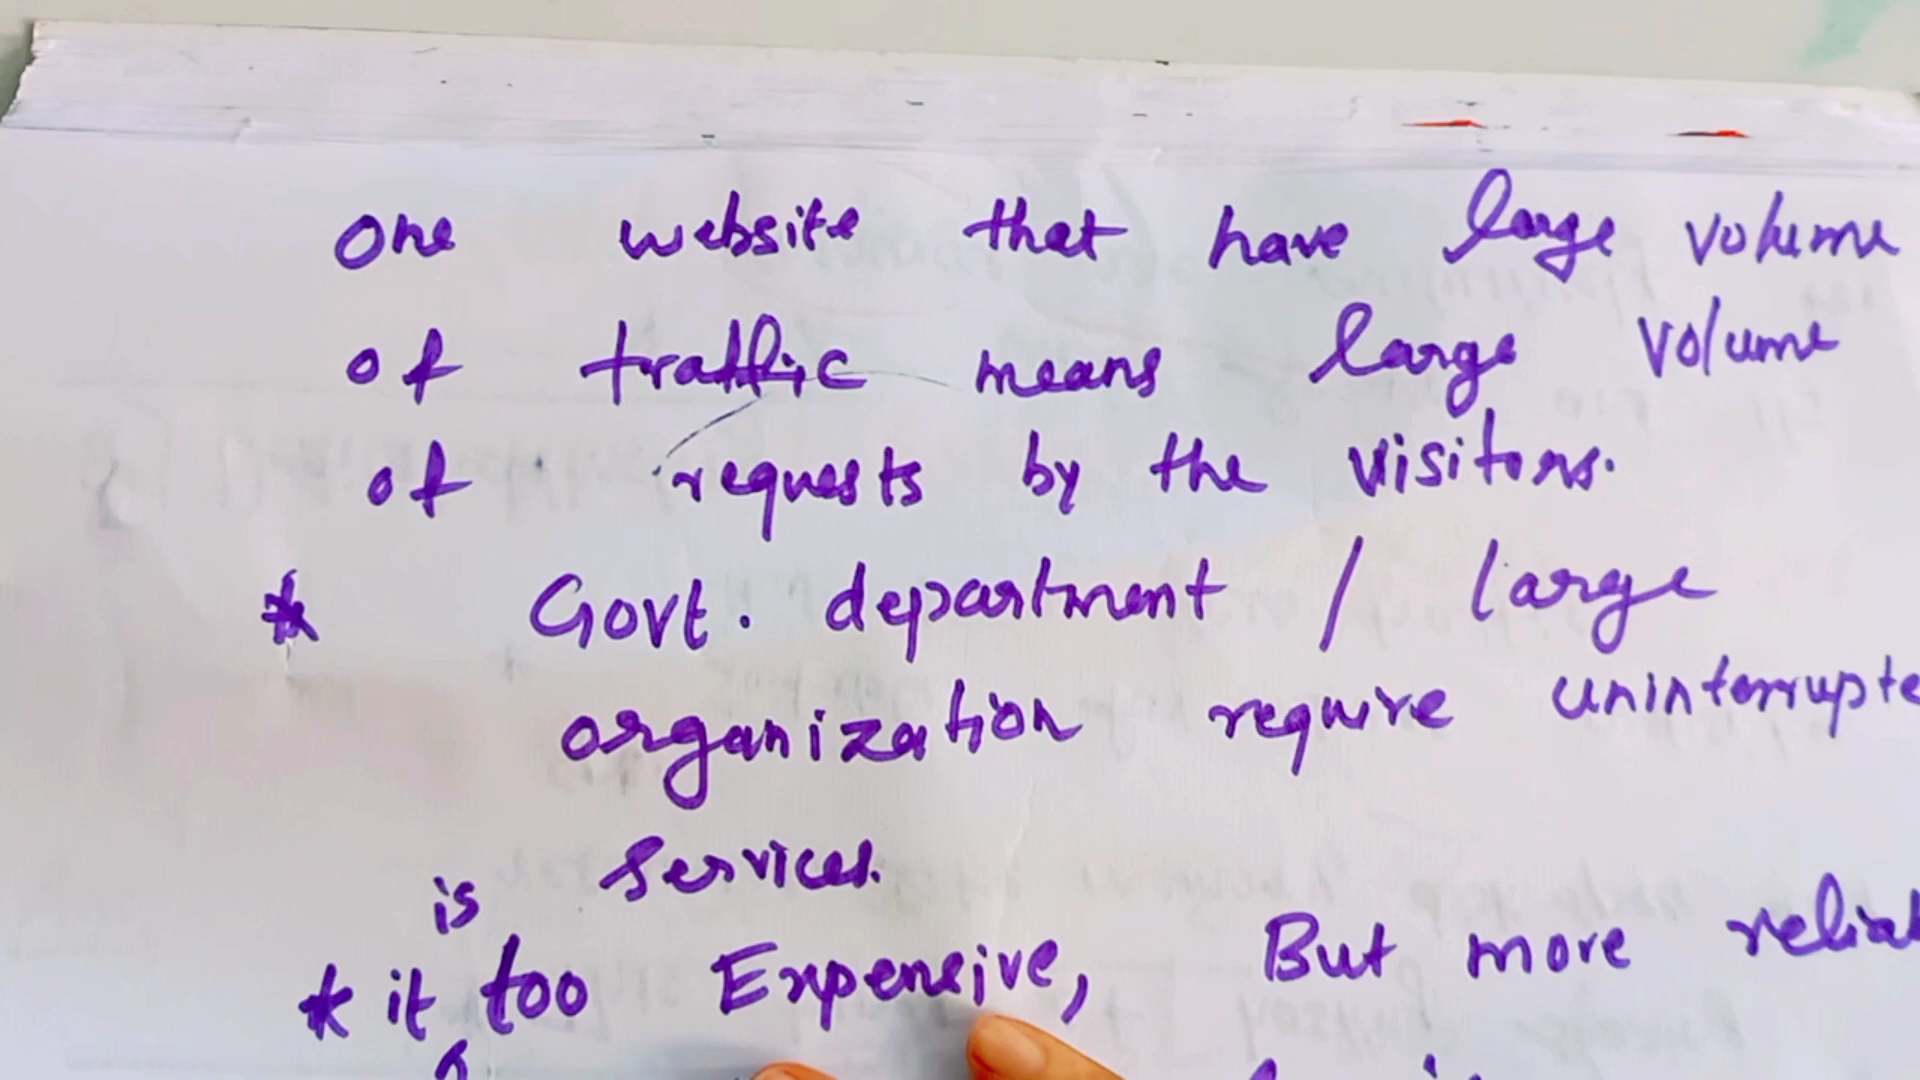 One website that have large volume
of traffic means large volume
of requests by the visitors.
* Govt. department / large
organization require uninterrupte
services.
is
* it too Expensive, But more reliab